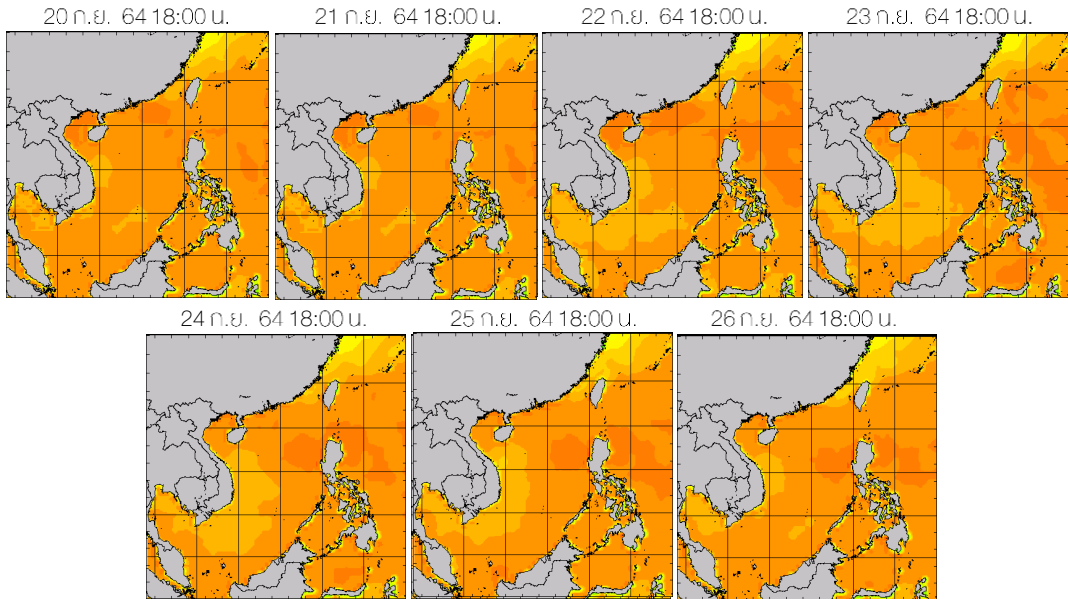 20 ก.ย. 64 18:00 น.
21 ก.ย. 64 18:00 น.
22 ก.ย. 64 18:00 น.
23 ก.ย. 64 18:00 น.
24 ก.ย. 64 18:00 น.
25 ก.ย. 64 18:00 น.
26 ก.ย. 64 18:00 น.